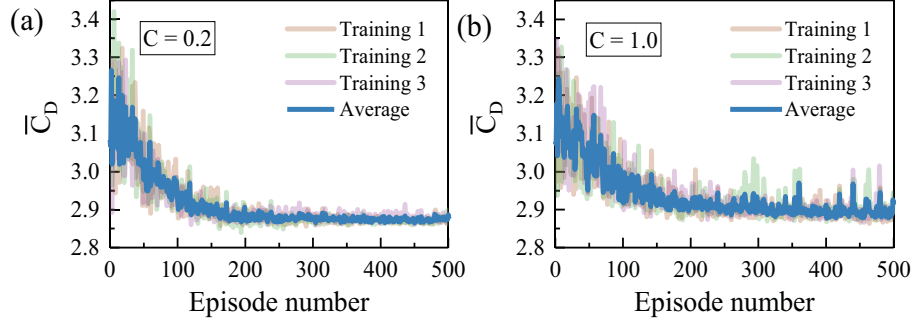 (a)
C = 0.2
Training 1
Training 2
Training 3
Average
C̅_D
3.4
3.3
3.2
3.1
3.0
2.9
2.8
0 100 200 300 400 500
Episode number
(b)
C = 1.0
Training 1
Training 2
Training 3
Average
C̅_D
3.4
3.3
3.2
3.1
3.0
2.9
2.8
0 100 200 300 400 500
Episode number